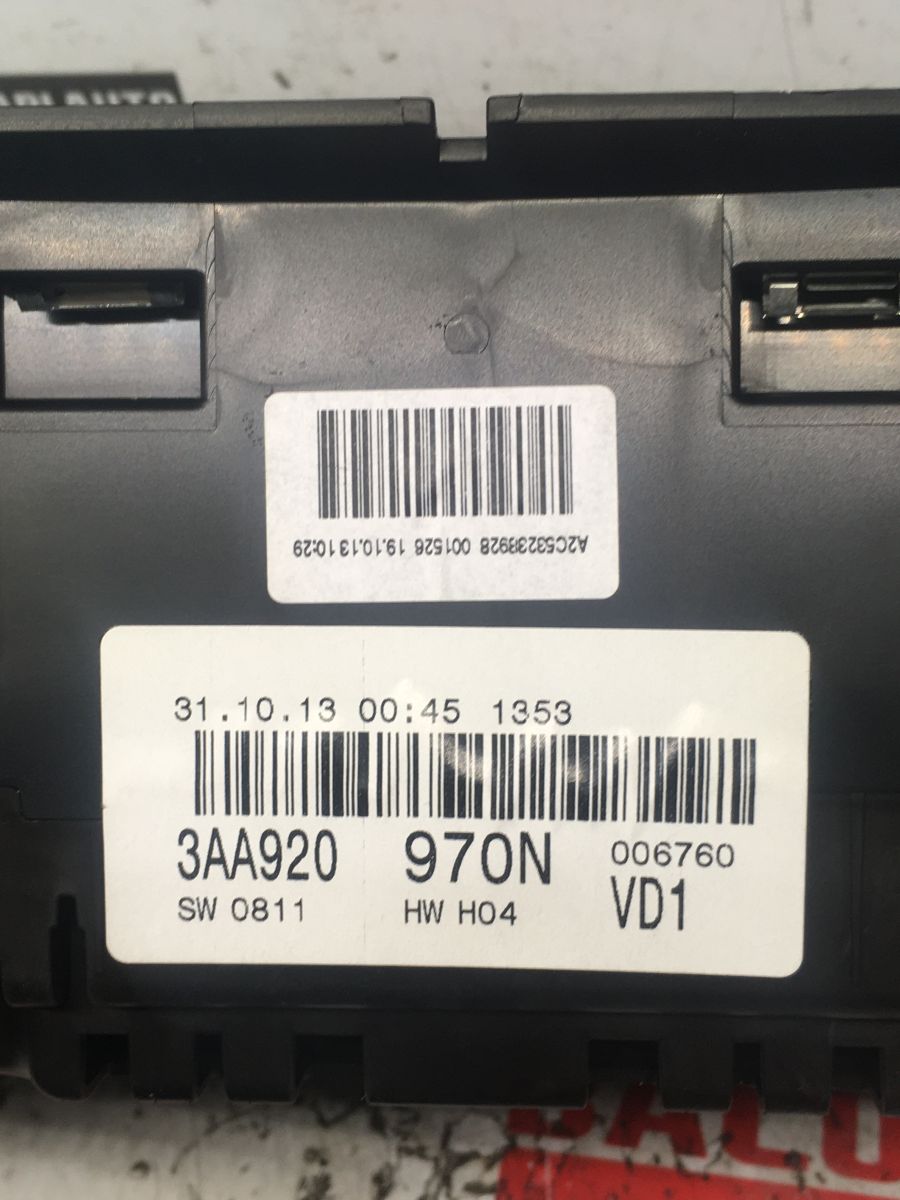 A2C53238928 001526 19.10.13 10:29
31.10.13 00:45 1353
3AA920 970N 006760
SW 0811 HW H04 VD1